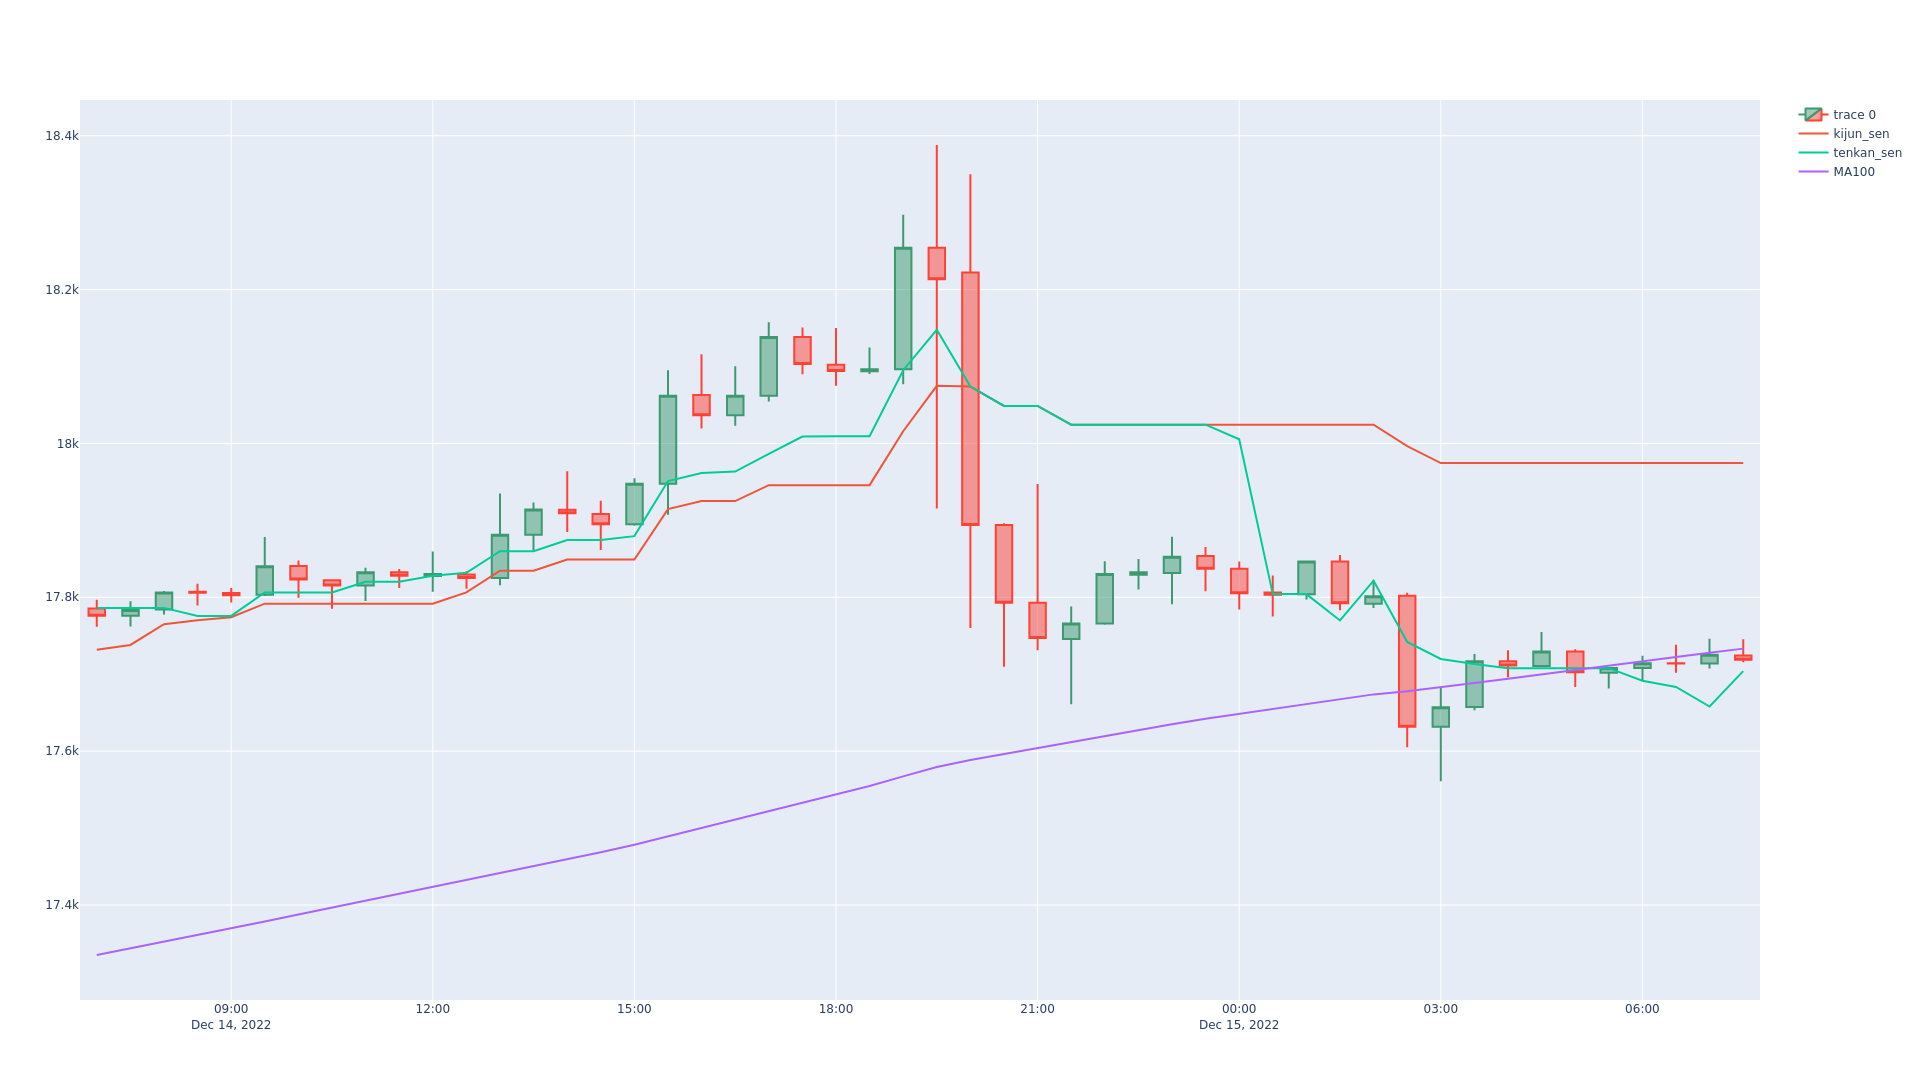 18.4k
18.2k
18k
17.8k
17.6k
17.4k
09:00
Dec 14, 2022
12:00
15:00
18:00
21:00
00:00
Dec 15, 2022
03:00
06:00
trace 0
kijun_sen
tenkan_sen
MA100